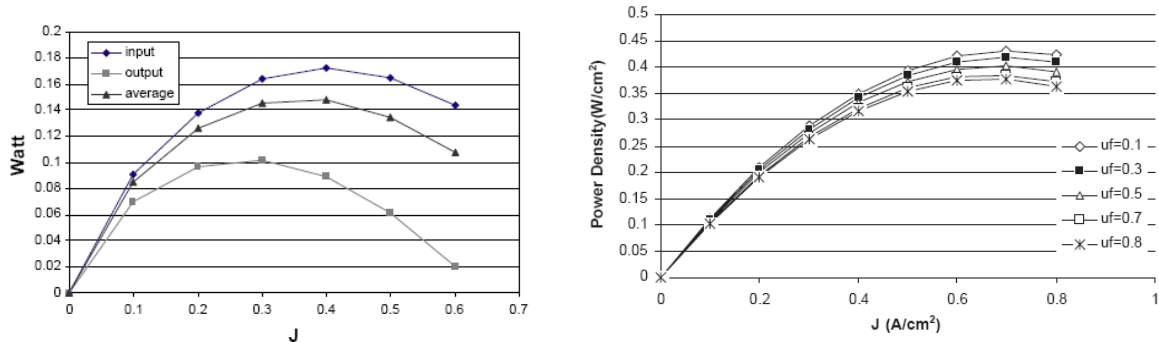 0.2
0.18
0.16
0.14
0.12
0.1
0.08
0.06
0.04
0.02
0
Watt
input
output
average
0 0.1 0.2 0.3 0.4 0.5 0.6 0.7
J
0.5
0.45
0.4
0.35
0.3
0.25
0.2
0.15
0.1
0.05
0
Power Density(W/cm²)
uf=0.1
uf=0.3
uf=0.5
uf=0.7
uf=0.8
0 0.2 0.4 0.6 0.8 1
J (A/cm²)